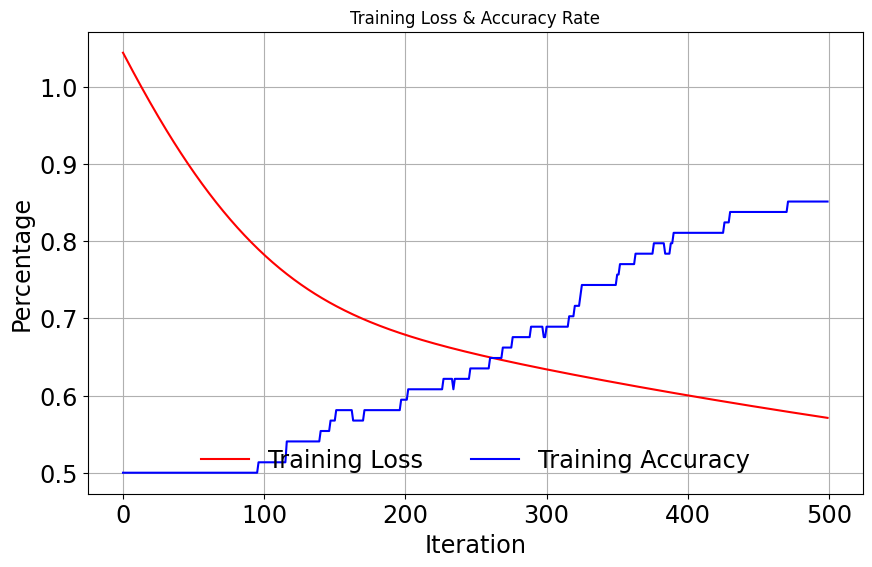 Training Loss & Accuracy Rate
Percentage
1.0
0.9
0.8
0.7
0.6
0.5
Training Loss
Training Accuracy
0
100
200
300
400
500
Iteration